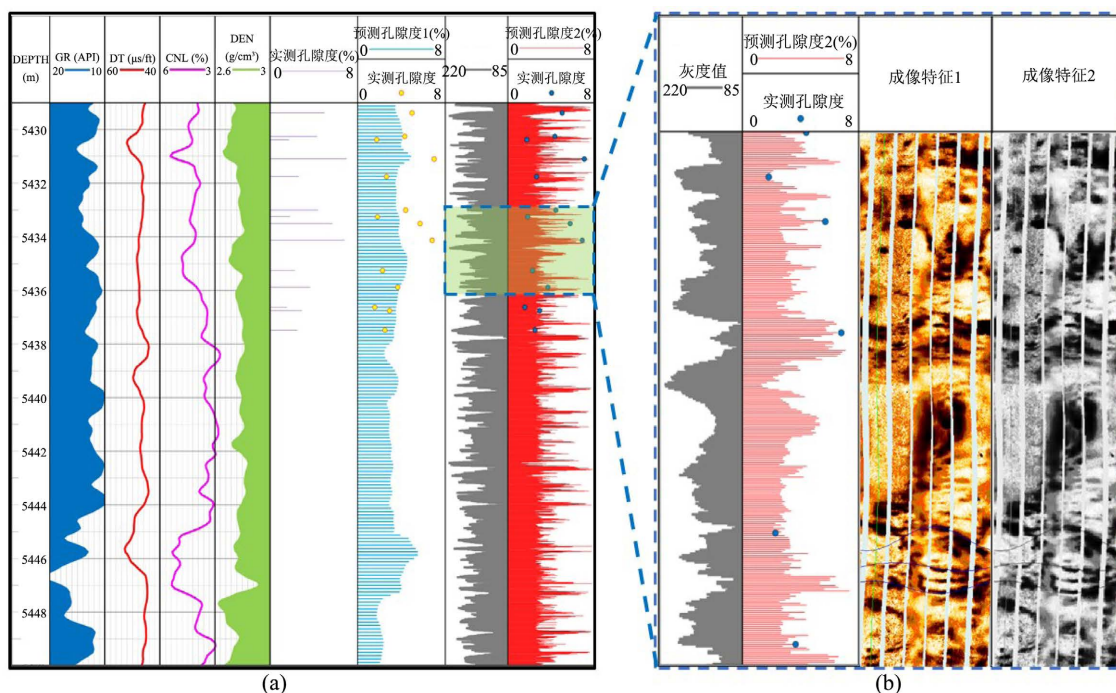 DEPTH
(m)
GR (API)
20 10
DT (μs/ft)
60 40
CNL (%)
6 3
DEN
(g/cm³)
2.6 3
实测孔隙度(%)
0 8
预测孔隙度1(%)
0 8
实测孔隙度
0 8
220 85
预测孔隙度2(%)
0 8
实测孔隙度
0 8
5430
5432
5434
5436
5438
5440
5442
5444
5446
5448
(a)
灰度值
220 85
预测孔隙度2(%)
0 8
实测孔隙度
0 8
成像特征1
成像特征2
(b)